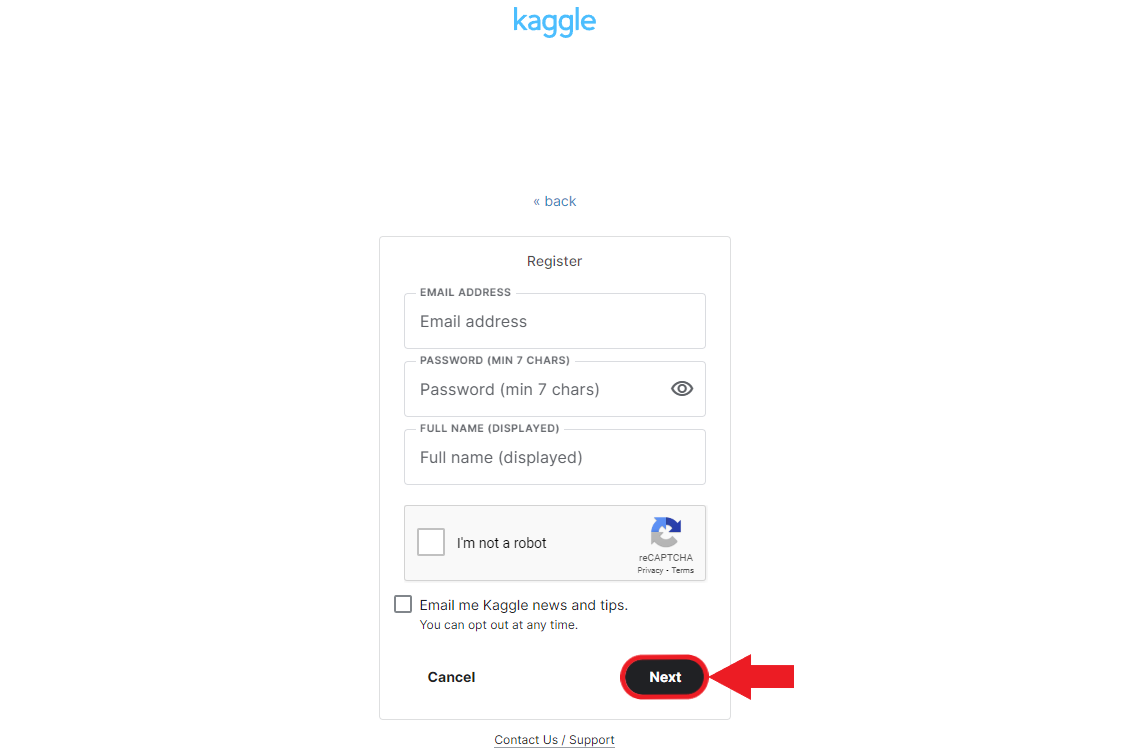 kaggle
« back
Register
EMAIL ADDRESS
Email address
PASSWORD (MIN 7 CHARS)
Password (min 7 chars)
FULL NAME (DISPLAYED)
Full name (displayed)
I'm not a robot
reCAPTCHA
Privacy - Terms
Email me Kaggle news and tips.
You can opt out at any time.
Cancel Next
Contact Us / Support